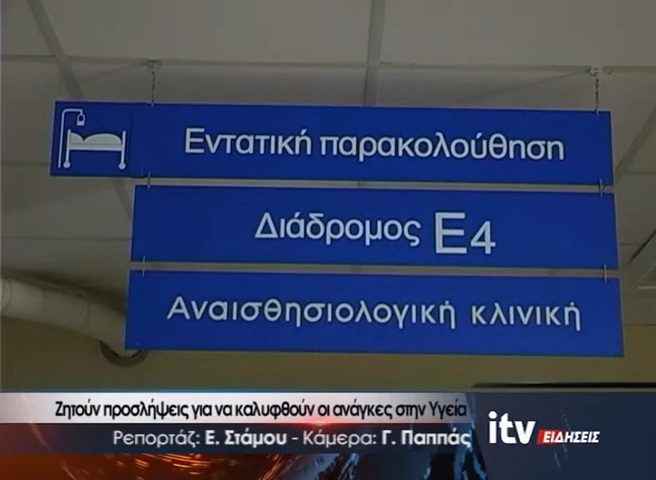 Εντατική παρακολούθηση
Διάδρομος Ε4
Αναισθησιολογική κλινική
Ζητούν προσλήψεις για να καλυφθούν οι ανάγκες στην Υγεία
Ρεπορτάζ: Ε. Στάμου - Κάμερα: Γ. Παππάς
itv ΕΙΔΗΣΕΙΣ